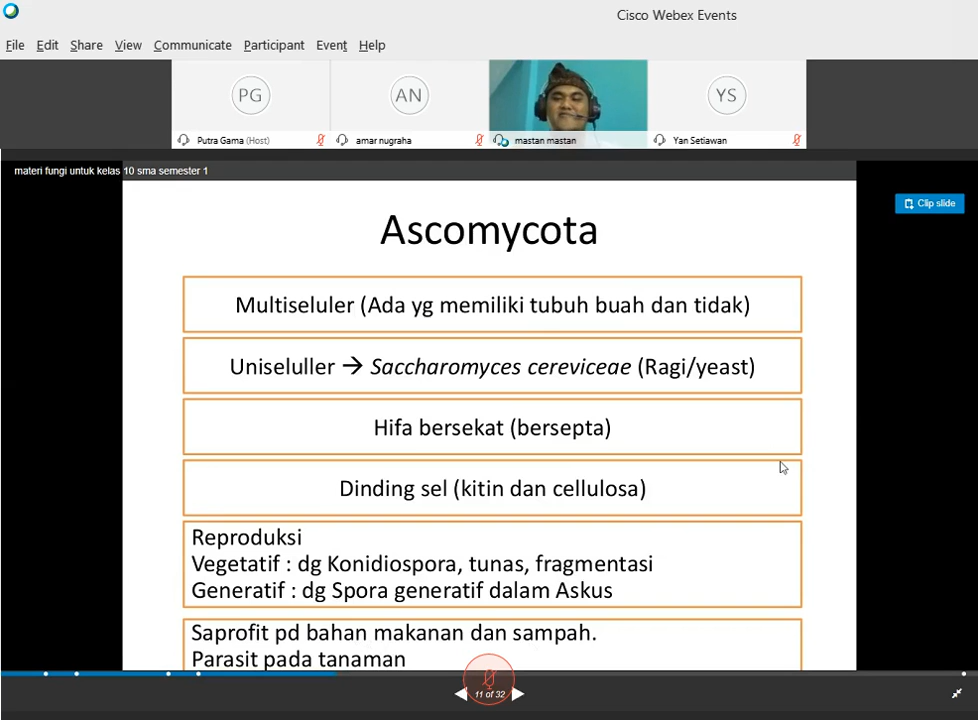 Cisco Webex Events
File Edit Share View Communicate Participant Event Help
PG AN YS
Putra Gama (Host) amar nugraha mastan mastan Yan Setiawan
materi fungi untuk kelas 10 sma semester 1
Clip slide
Ascomycota
Multiseluler (Ada yg memiliki tubuh buah dan tidak)
Uniseluller → Saccharomyces cereviceae (Ragi/yeast)
Hifa bersekat (bersepta)
Dinding sel (kitin dan cellulosa)
Reproduksi
Vegetatif : dg Konidiospora, tunas, fragmentasi
Generatif : dg Spora generatif dalam Askus
Saprofit pd bahan makanan dan sampah.
Parasit pada tanaman
11 of 32